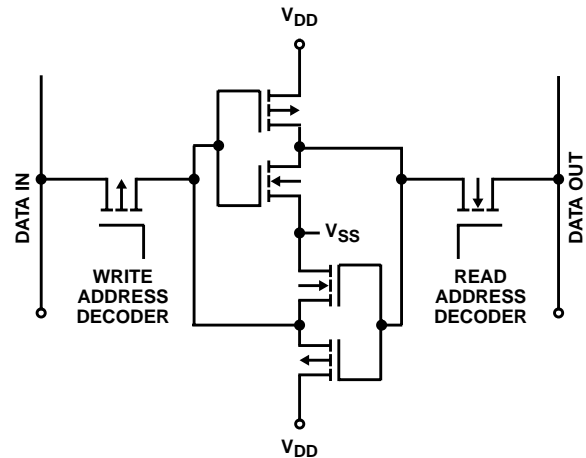 VDD
DATA IN
VSS
DATA OUT
WRITE
ADDRESS
DECODER
READ
ADDRESS
DECODER
VDD